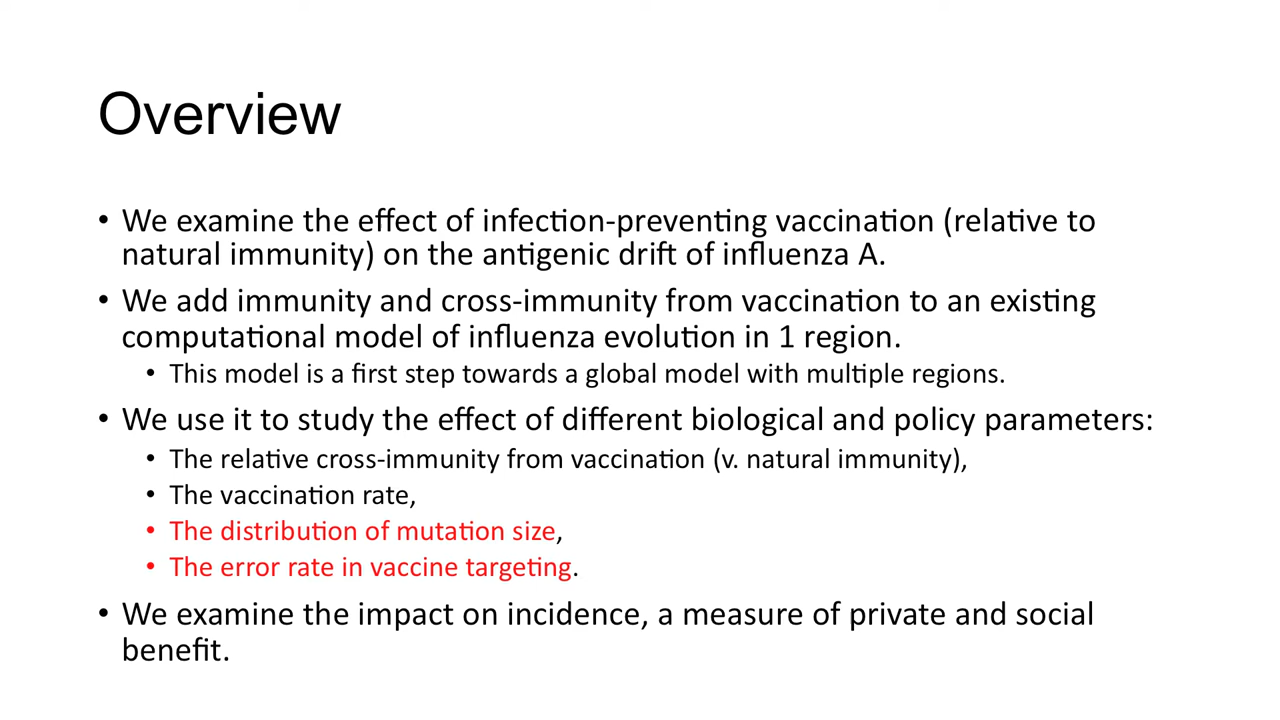 Overview
• We examine the effect of infection-preventing vaccination (relative to
natural immunity) on the antigenic drift of influenza A.
• We add immunity and cross-immunity from vaccination to an existing
computational model of influenza evolution in 1 region.
• This model is a first step towards a global model with multiple regions.
• We use it to study the effect of different biological and policy parameters:
• The relative cross-immunity from vaccination (v. natural immunity),
• The vaccination rate,
• The distribution of mutation size,
• The error rate in vaccine targeting.
• We examine the impact on incidence, a measure of private and social
benefit.